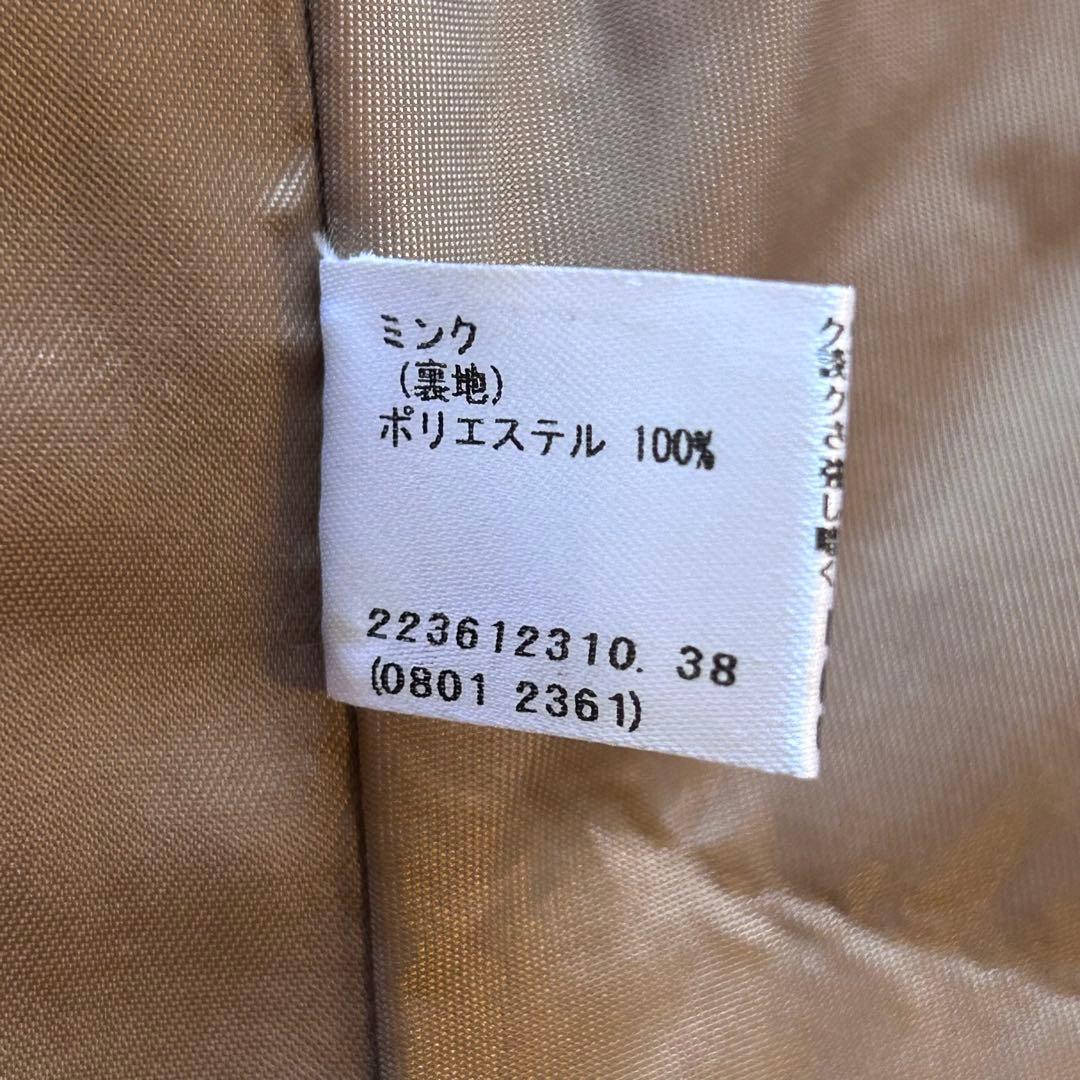 ミンク
(裏地)
ポリエステル 100%
223612310. 38
(0801 2361)